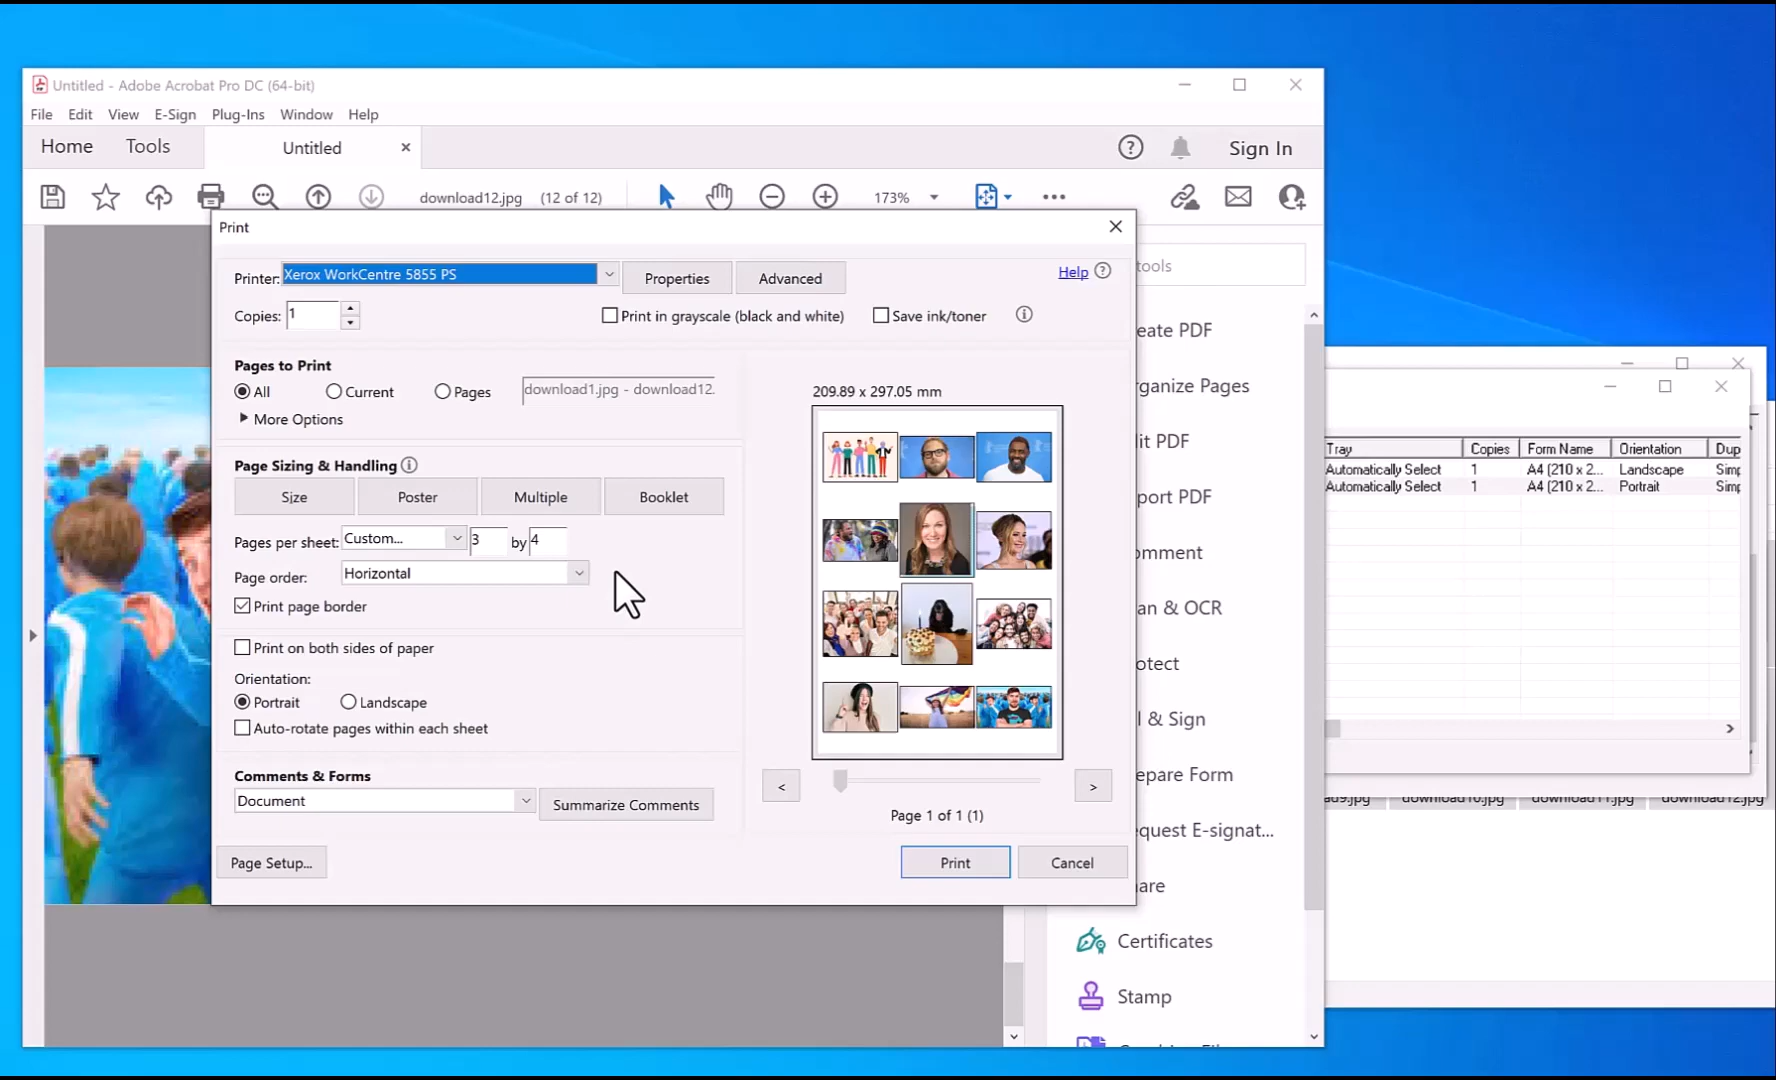 Untitled - Adobe Acrobat Pro DC (64-bit)
File Edit View E-Sign Plug-Ins Window Help
Home Tools Untitled Sign In
download12.jpg (12 of 12) 173%
Print
Printer: Xerox WorkCentre 5855 PS Properties Advanced Help
Copies: 1 Print in grayscale (black and white) Save ink/toner
Pages to Print
All Current Pages download1.jpg - download12.
More Options
209.89 x 297.05 mm
Page Sizing & Handling
Size Poster Multiple Booklet
Pages per sheet: Custom... 3 by 4
Page order: Horizontal
Print page border
Print on both sides of paper
Orientation:
Portrait Landscape
Auto-rotate pages within each sheet
Comments & Forms
Document Summarize Comments
< >
Page 1 of 1 (1)
Page Setup... Print Cancel
tools
eate PDF
rganize Pages
dit PDF
port PDF
omment
an & OCR
otect
l & Sign
epare Form
quest E-signat...
are
Certificates
Stamp
Tray Copies Form Name Orientation Dup
Automatically Select 1 A4 (210 x 2... Landscape Simp
Automatically Select 1 A4 (210 x 2... Portrait Simp
ad9.jpg download10.jpg download11.jpg download12.jpg